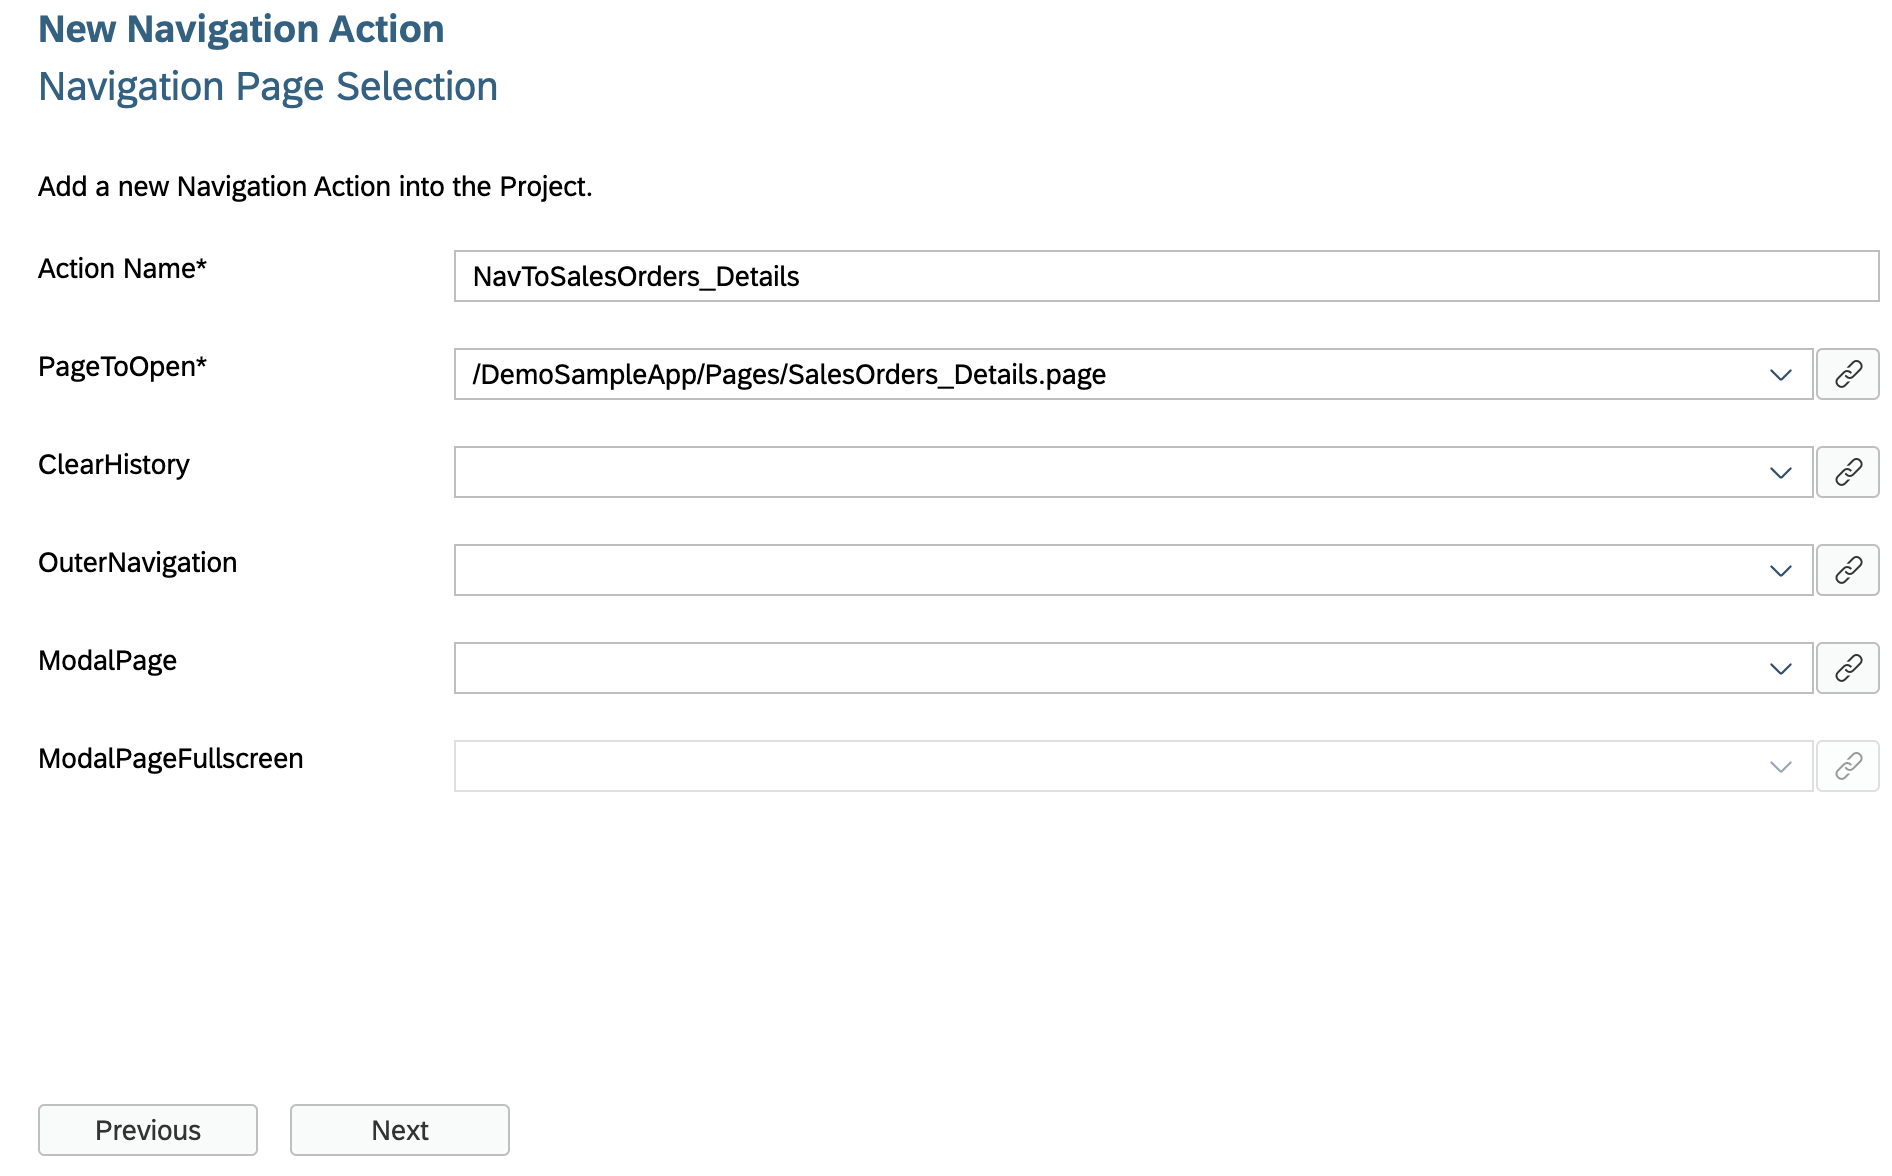 New Navigation Action
Navigation Page Selection
Add a new Navigation Action into the Project.
Action Name*
NavToSalesOrders_Details
PageToOpen*
/DemoSampleApp/Pages/SalesOrders_Details.page
ClearHistory
OuterNavigation
ModalPage
ModalPageFullscreen
Previous
Next